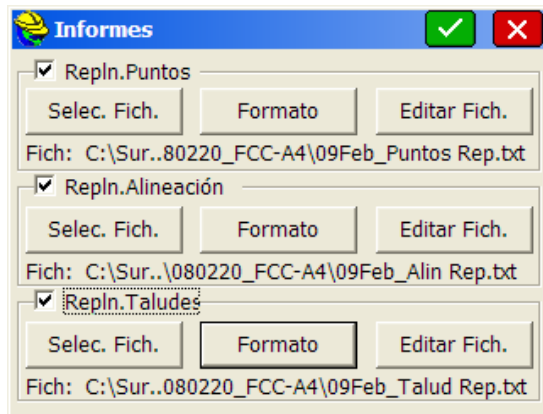 Informes
Repln.Puntos
Selec. Fich. Formato Editar Fich.
Fich: C:\Sur..80220_FCC-A4\09Feb_Puntos Rep.txt
Repln.Alineación
Selec. Fich. Formato Editar Fich.
Fich: C:\Sur..\080220_FCC-A4\09Feb_Alin Rep.txt
Repln.Taludes
Selec. Fich. Formato Editar Fich.
Fich: C:\Sur..080220_FCC-A4\09Feb_Talud Rep.txt